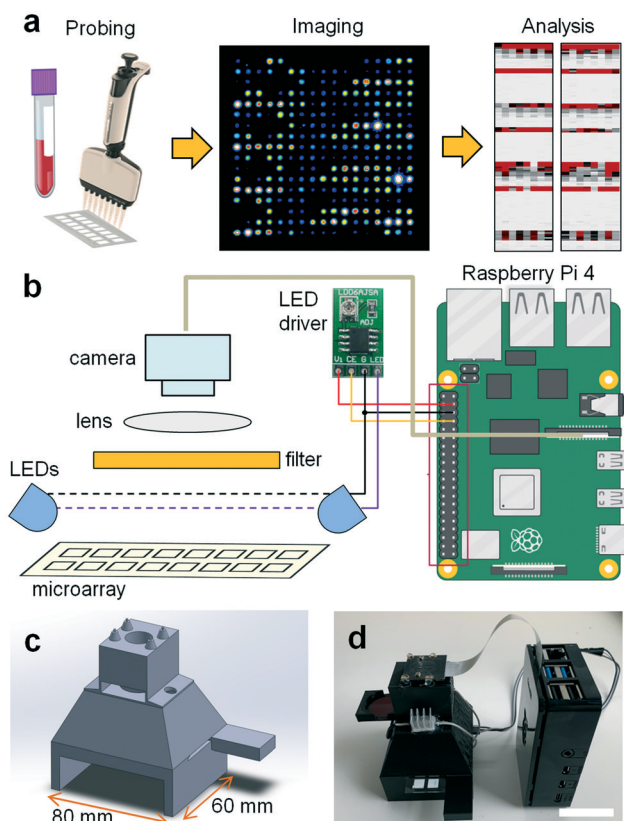 a
Probing
Imaging
Analysis
b
LED
driver
LD06AJSA
ADJ
V1 CE G LED
Raspberry Pi 4
camera
lens
filter
LEDs
microarray
c
80 mm
60 mm
d